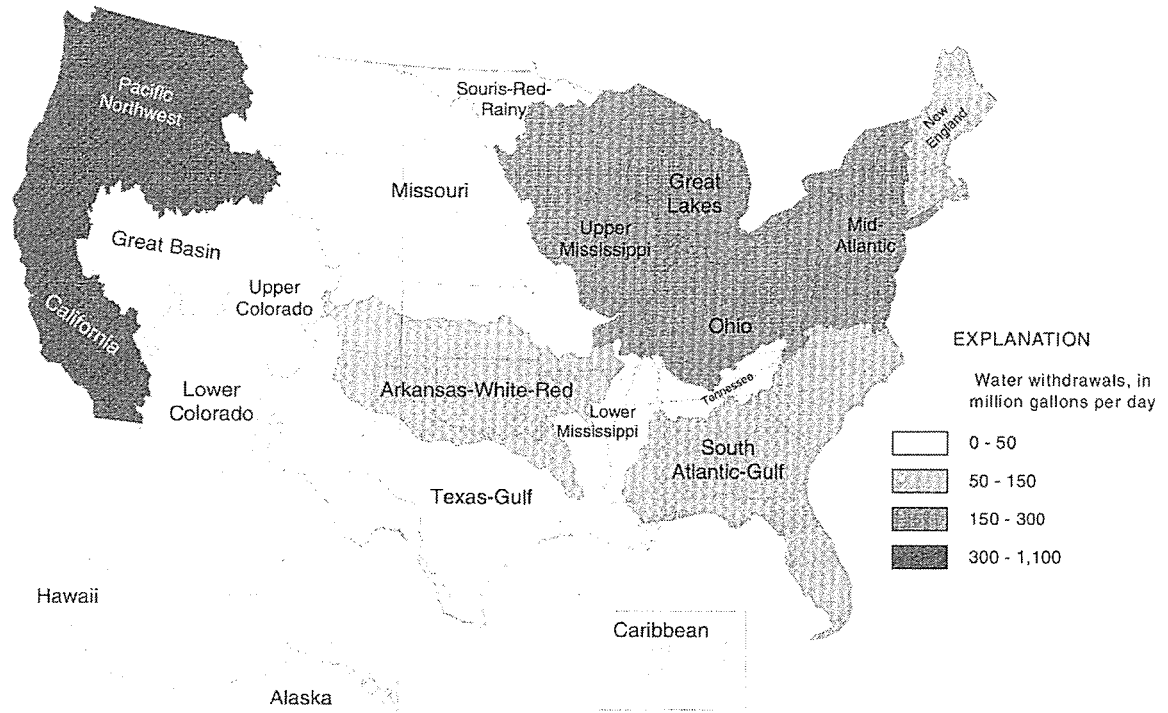 Pacific
Northwest
Souris-Red-
Rainy
New
England
Missouri
Great
Lakes
Upper
Mississippi
Mid-
Atlantic
Great Basin
Upper
Colorado
California
Ohio
Lower
Colorado
Arkansas-White-Red
Tennessee
Lower
Mississippi
South
Atlantic-Gulf
Texas-Gulf
Hawaii
Caribbean
Alaska
EXPLANATION
Water withdrawals, in
million gallons per day
0 - 50
50 - 150
150 - 300
300 - 1,100